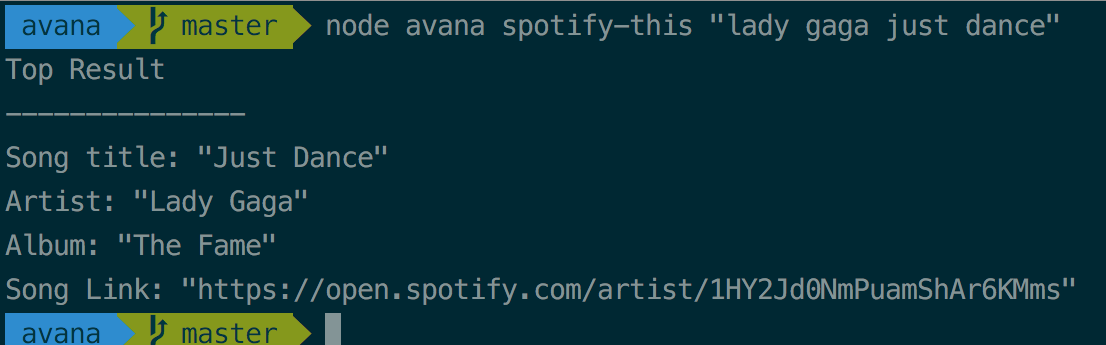 avana master node avana spotify-this "lady gaga just dance"
Top Result
---------------
Song title: "Just Dance"
Artist: "Lady Gaga"
Album: "The Fame"
Song Link: "https://open.spotify.com/artist/1HY2Jd0NmPuamShAr6KMms"
avana master